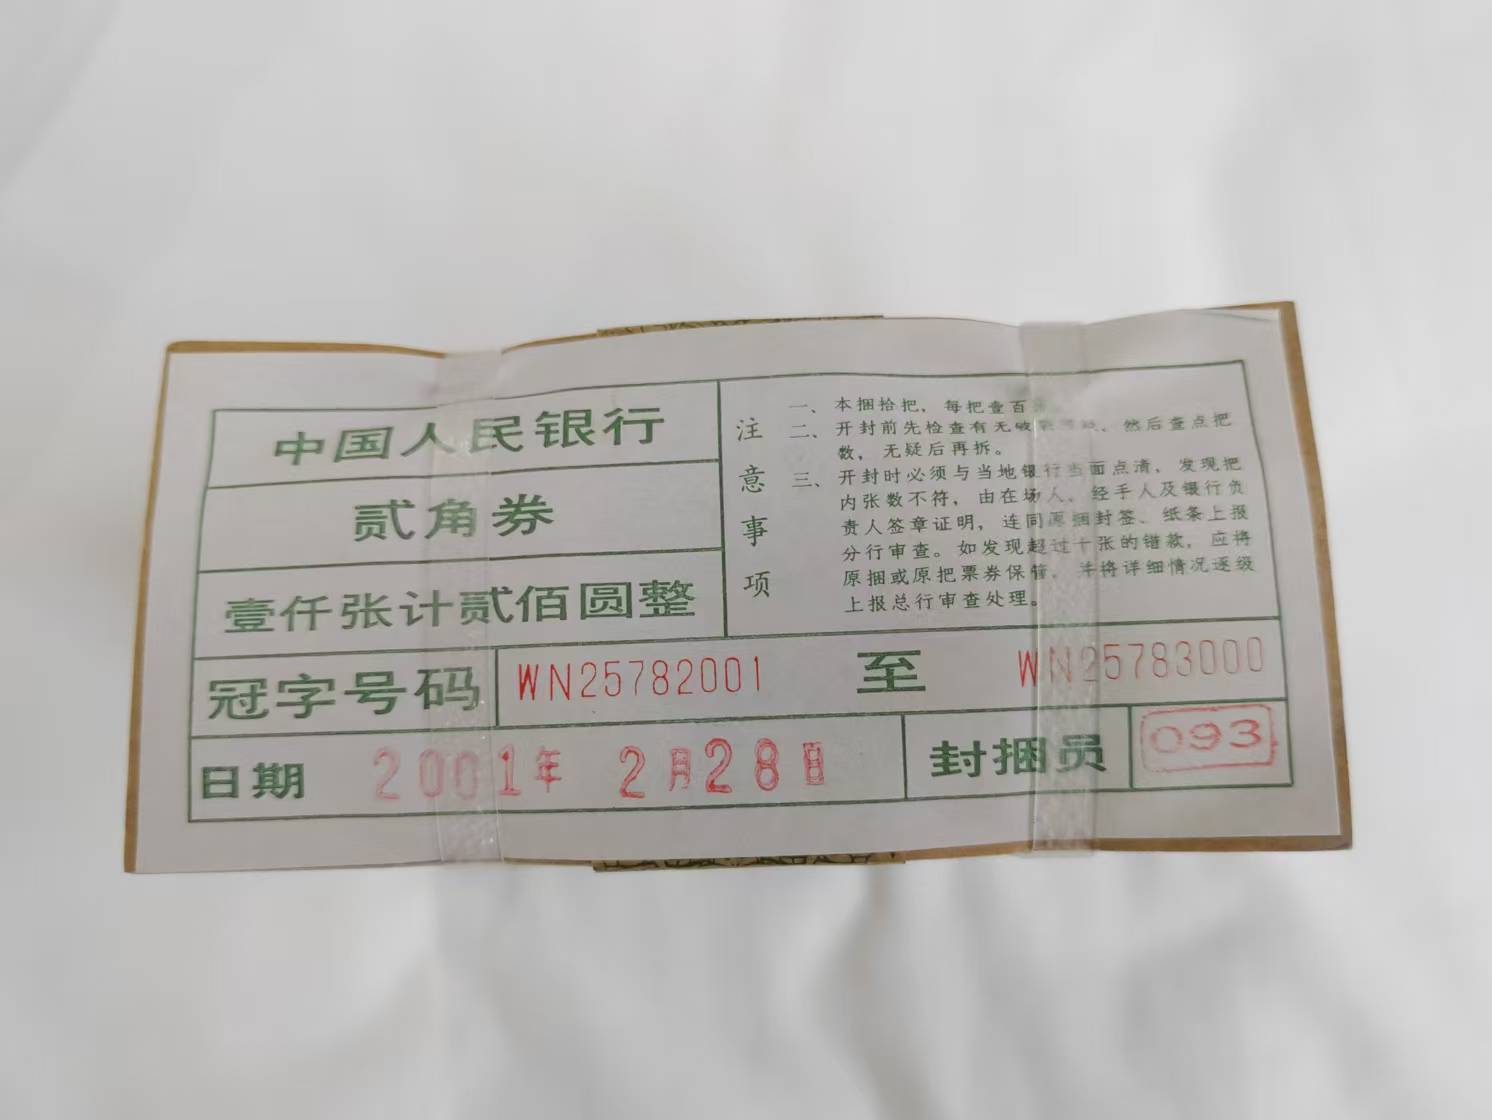 中国人民银行
贰角券
壹仟张计贰佰圆整
注意事项
一、本捆拾把，每把壹百
二、开封前先检查有无破 、然后查点把
数，无疑后再拆。
三、开封时必须与当地银行当面点清，发现把
内张数不符，由在场人、经手人及银行负
责人签章证明，连同原捆封签、纸条上报
分行审查。如发现超过十张的错款，应将
原捆或原把票券保管，并将详细情况逐级
上报总行审查处理。
冠字号码 WN25782001 至 WN25783000
日期 2001年 2月28日 封捆员 093